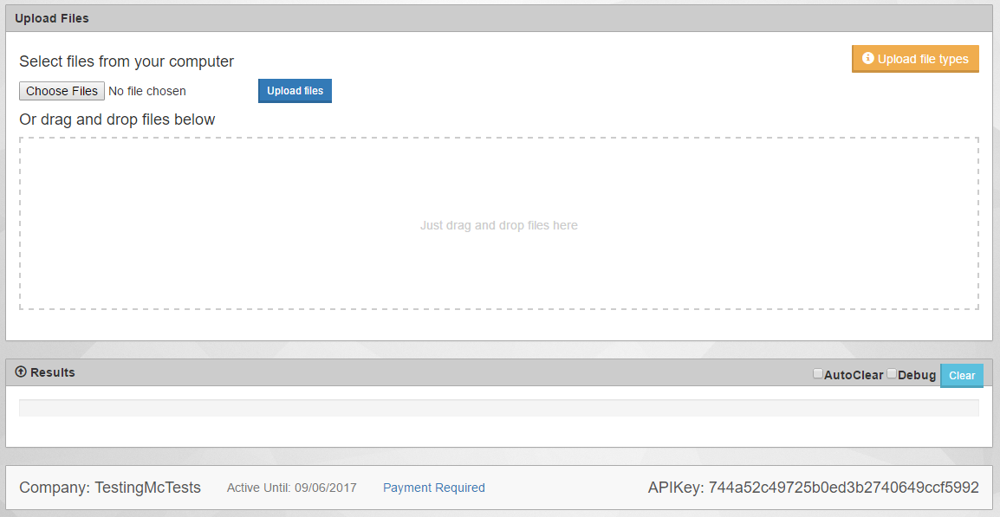 Upload Files
Select files from your computer
Upload file types
Choose Files No file chosen Upload files
Or drag and drop files below
Just drag and drop files here
Results AutoClear Debug Clear
Company: TestingMcTests Active Until: 09/06/2017 Payment Required APIKey: 744a52c49725b0ed3b2740649ccf5992